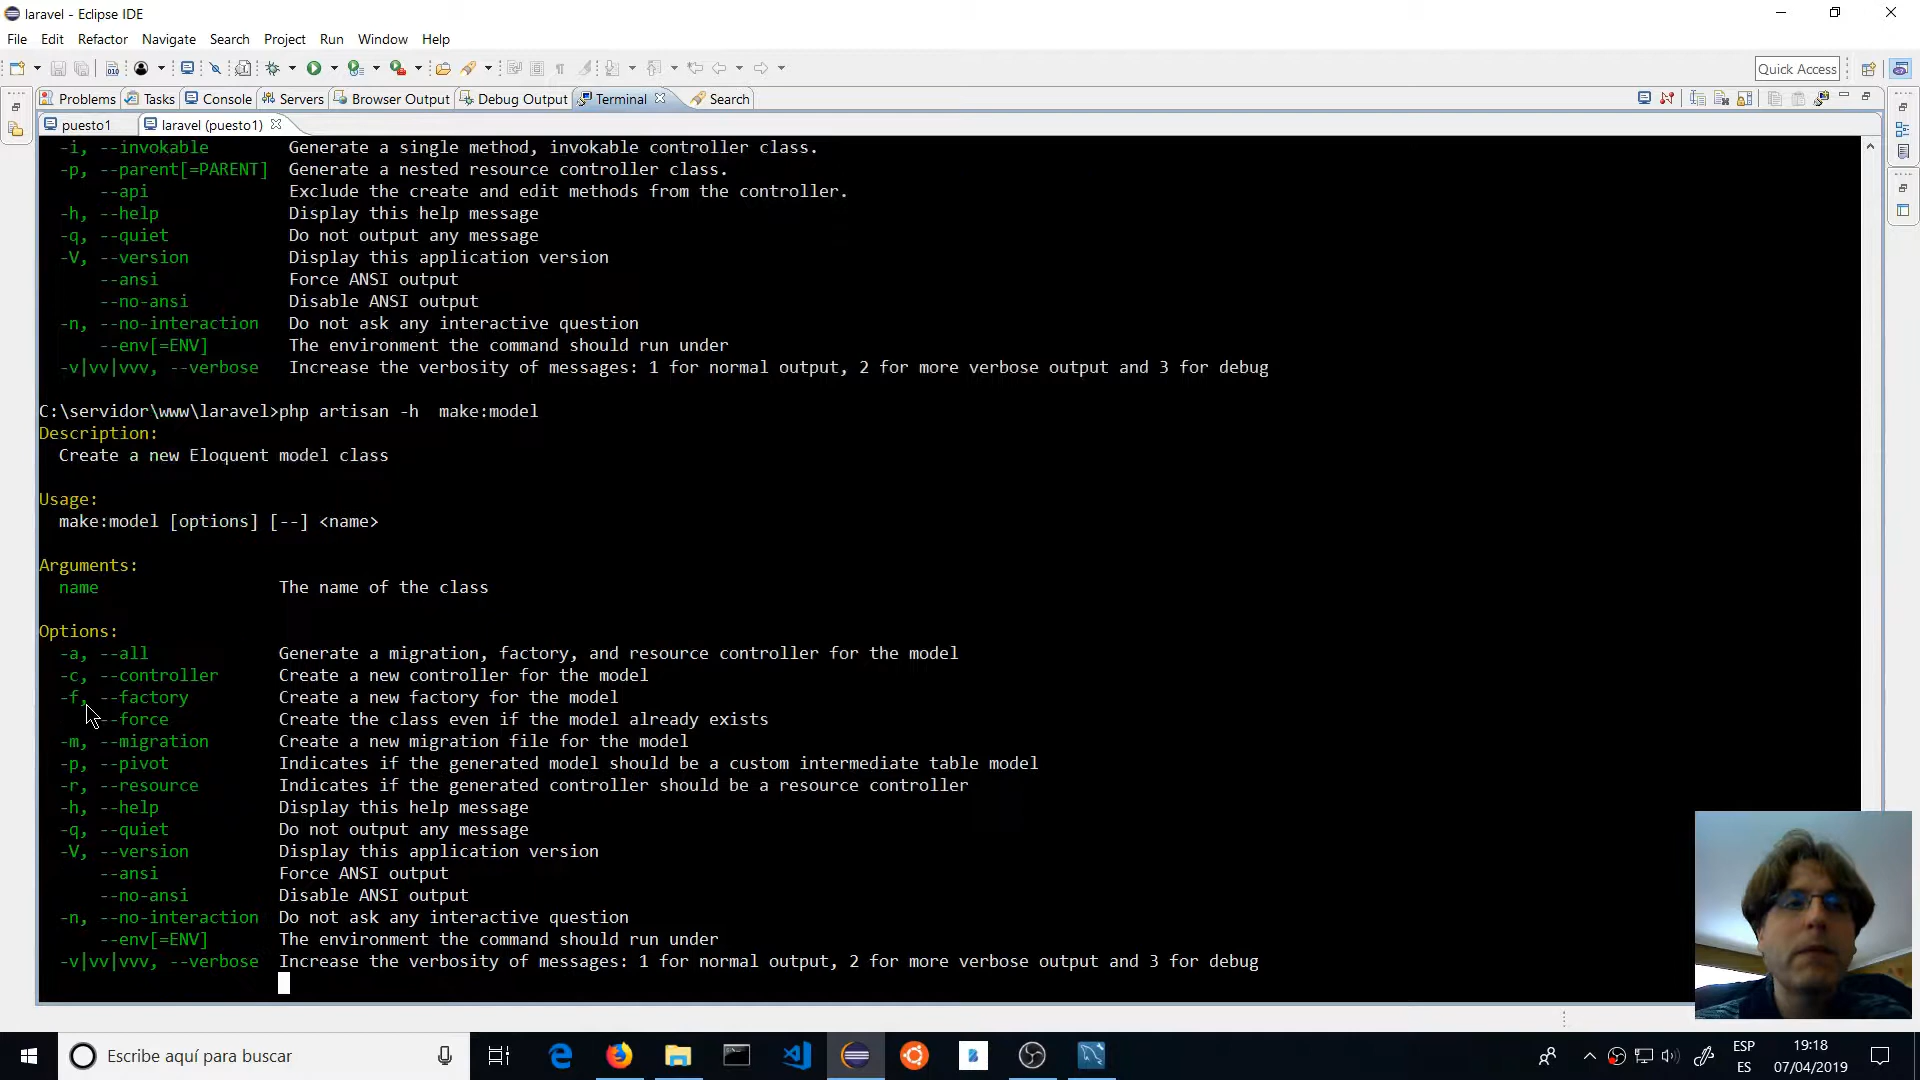 laravel - Eclipse IDE
File Edit Refactor Navigate Search Project Run Window Help
Quick Access
Problems Tasks Console Servers Browser Output Debug Output Terminal Search
puesto1 laravel (puesto1)
-i, --invokable Generate a single method, invokable controller class.
-p, --parent[=PARENT] Generate a nested resource controller class.
--api Exclude the create and edit methods from the controller.
-h, --help Display this help message
-q, --quiet Do not output any message
-V, --version Display this application version
--ansi Force ANSI output
--no-ansi Disable ANSI output
-n, --no-interaction Do not ask any interactive question
--env[=ENV] The environment the command should run under
-v|vv|vvv, --verbose Increase the verbosity of messages: 1 for normal output, 2 for more verbose output and 3 for debug
C:\servidor\www\laravel>php artisan -h  make:model
Description:
Create a new Eloquent model class
Usage:
make:model [options] [--] <name>
Arguments:
name The name of the class
Options:
-a, --all Generate a migration, factory, and resource controller for the model
-c, --controller Create a new controller for the model
-f, --factory Create a new factory for the model
--force Create the class even if the model already exists
-m, --migration Create a new migration file for the model
-p, --pivot Indicates if the generated model should be a custom intermediate table model
-r, --resource Indicates if the generated controller should be a resource controller
-h, --help Display this help message
-q, --quiet Do not output any message
-V, --version Display this application version
--ansi Force ANSI output
--no-ansi Disable ANSI output
-n, --no-interaction Do not ask any interactive question
--env[=ENV] The environment the command should run under
-v|vv|vvv, --verbose Increase the verbosity of messages: 1 for normal output, 2 for more verbose output and 3 for debug
Escribe aquí para buscar
ESP 19:18
ES 07/04/2019